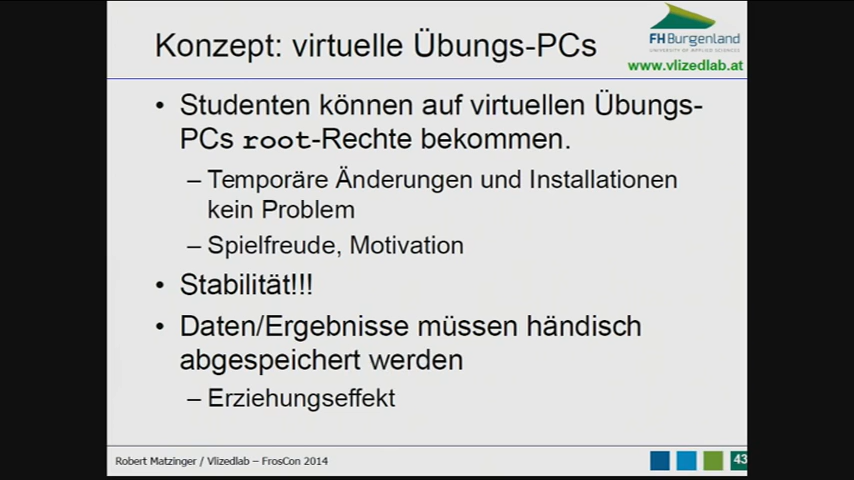 Konzept: virtuelle Übungs-PCs
FH Burgenland
UNIVERSITY OF APPLIED SCIENCES
www.vlizedlab.at
• Studenten können auf virtuellen Übungs-
PCs root-Rechte bekommen.
– Temporäre Änderungen und Installationen
kein Problem
– Spielfreude, Motivation
• Stabilität!!!
• Daten/Ergebnisse müssen händisch
abgespeichert werden
– Erziehungseffekt
Robert Matzinger / Vlizedlab – FrosCon 2014
43